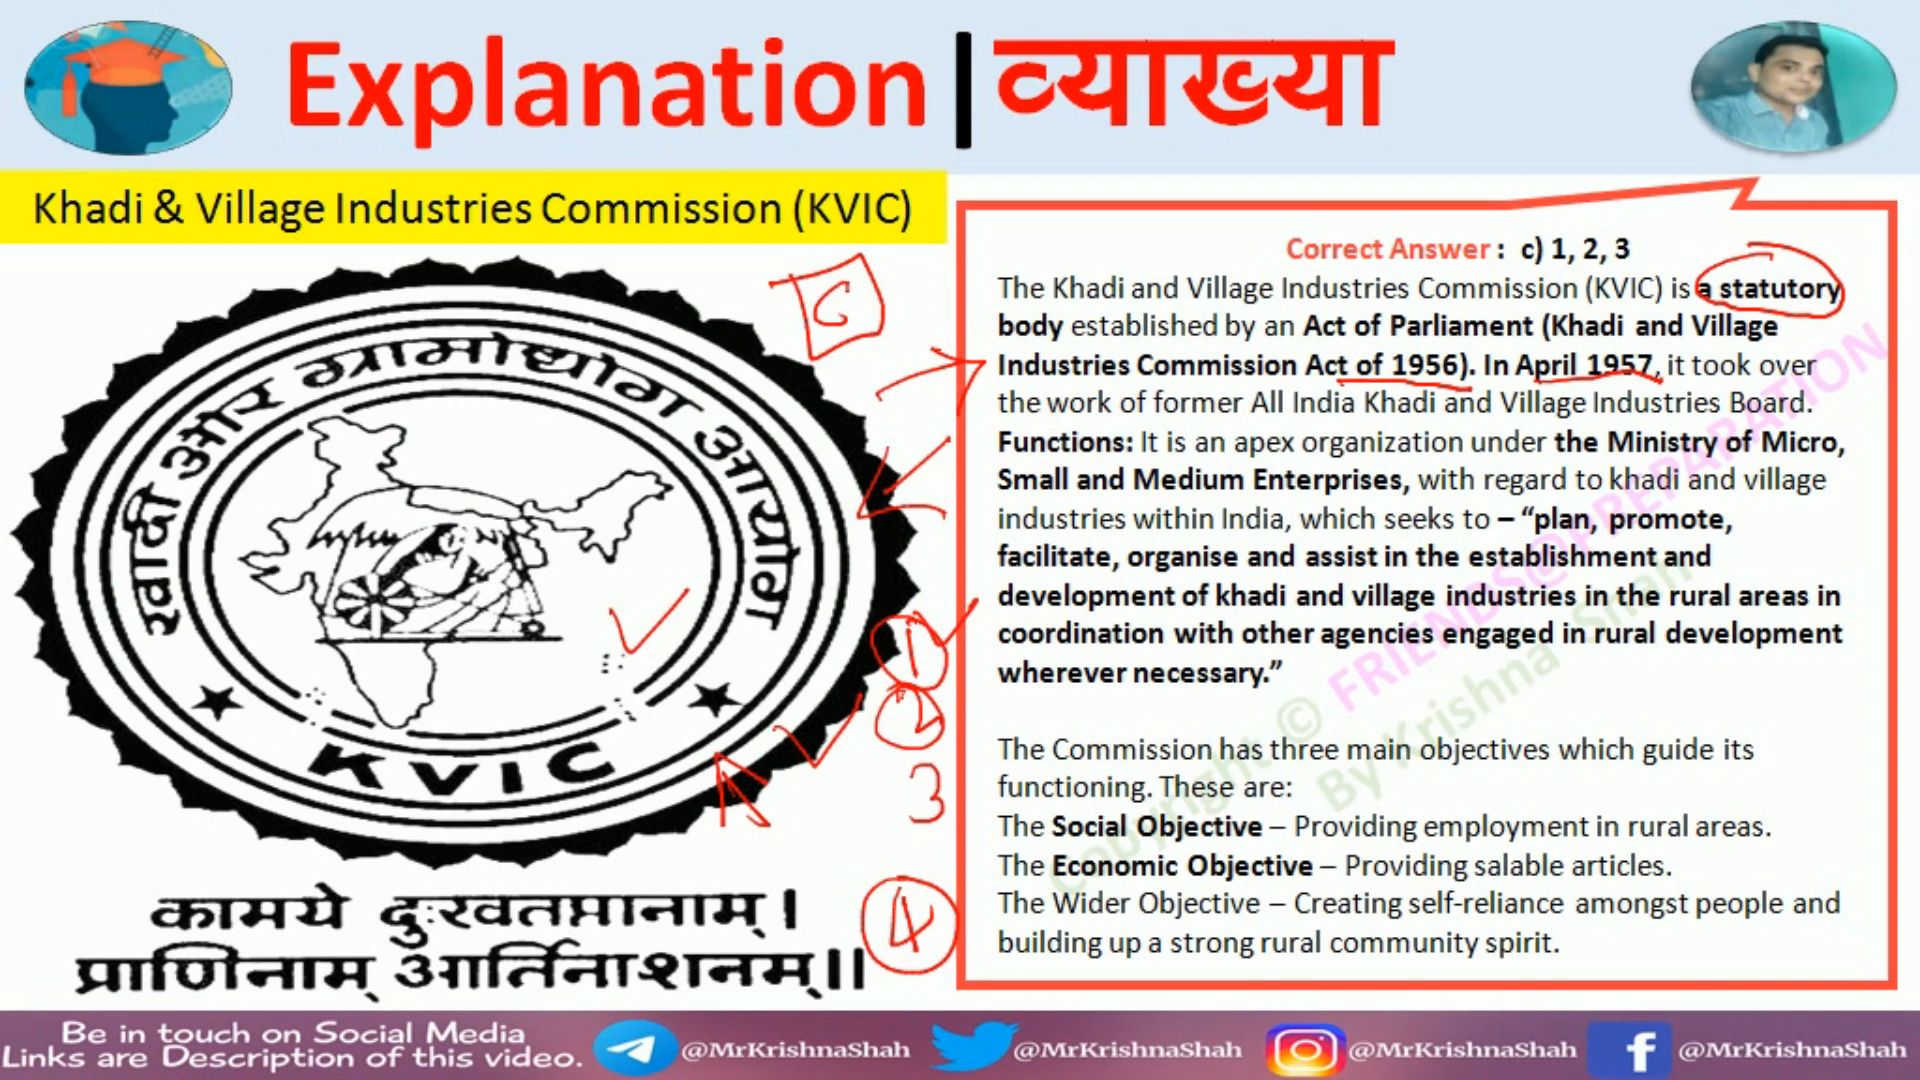 Explanation|व्याख्या
Khadi & Village Industries Commission (KVIC)
खादी और ग्रामोद्योग आयोग
KVIC
कामये दुःखतप्तानाम् ।
प्राणिनाम् आर्तिनाशनम् ।।
C
1
2
3
4
Correct Answer : c) 1, 2, 3
The Khadi and Village Industries Commission (KVIC) is a statutory
body established by an Act of Parliament (Khadi and Village
Industries Commission Act of 1956). In April 1957, it took over
the work of former All India Khadi and Village Industries Board.
Functions: It is an apex organization under the Ministry of Micro,
Small and Medium Enterprises, with regard to khadi and village
industries within India, which seeks to – “plan, promote,
facilitate, organise and assist in the establishment and
development of khadi and village industries in the rural areas in
coordination with other agencies engaged in rural development
wherever necessary.”
The Commission has three main objectives which guide its
functioning. These are:
The Social Objective – Providing employment in rural areas.
The Economic Objective – Providing salable articles.
The Wider Objective – Creating self-reliance amongst people and
building up a strong rural community spirit.
Copyright © FRIENDS@PREPARATION
By Krishna Shah
Be in touch on Social Media
Links are Description of this video.
@MrKrishnaShah
@MrKrishnaShah
@MrKrishnaShah
@MrKrishnaShah